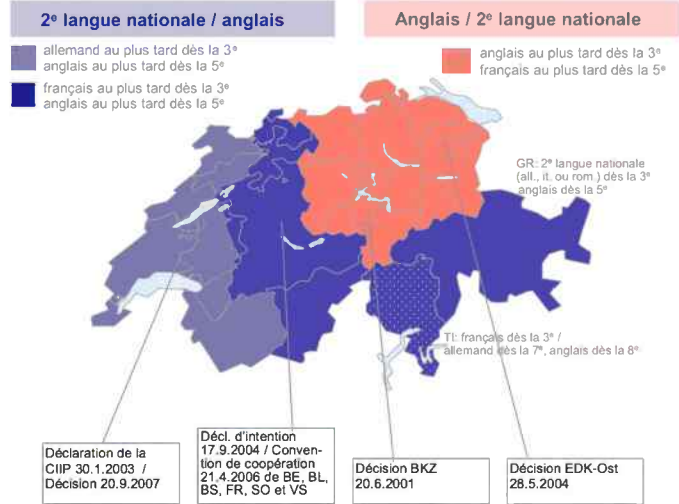 2e langue nationale / anglais
Anglais / 2e langue nationale
allemand au plus tard dès la 3e
anglais au plus tard dès la 5e
français au plus tard dès la 3e
anglais au plus tard dès la 5e
anglais au plus tard dès la 3e
français au plus tard dès la 5e
GR: 2e langue nationale
(all., it. ou rom.) dès la 3e
anglais dès la 5e
TI: français dès la 3e /
allemand dès la 7e, anglais dès la 8e
Déclaration de la
CIIP 30.1.2003 /
Décision 20.9.2007
Décl. d'intention
17.9.2004 / Conven-
tion de coopération
21.4.2006 de BE, BL,
BS, FR, SO et VS
Décision BKZ
20.6.2001
Décision EDK-Ost
28.5.2004